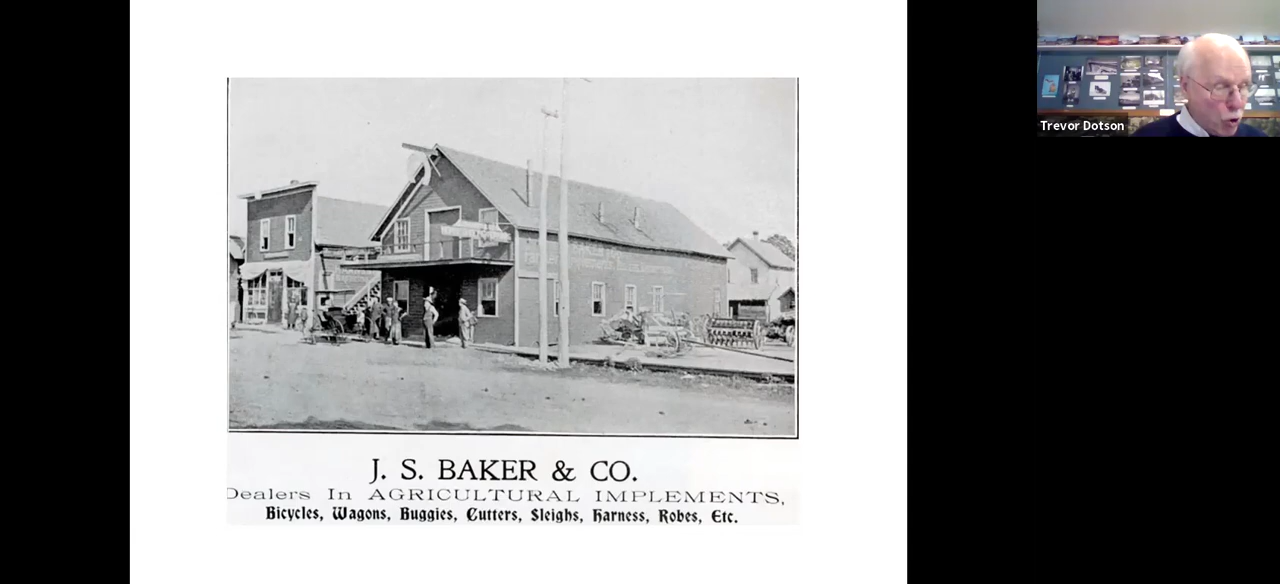 J. S. BAKER & CO.
Dealers In AGRICULTURAL IMPLEMENTS,
Bicycles, Wagons, Buggies, Cutters, Sleighs, Harness, Robes, Etc.
Trevor Dotson